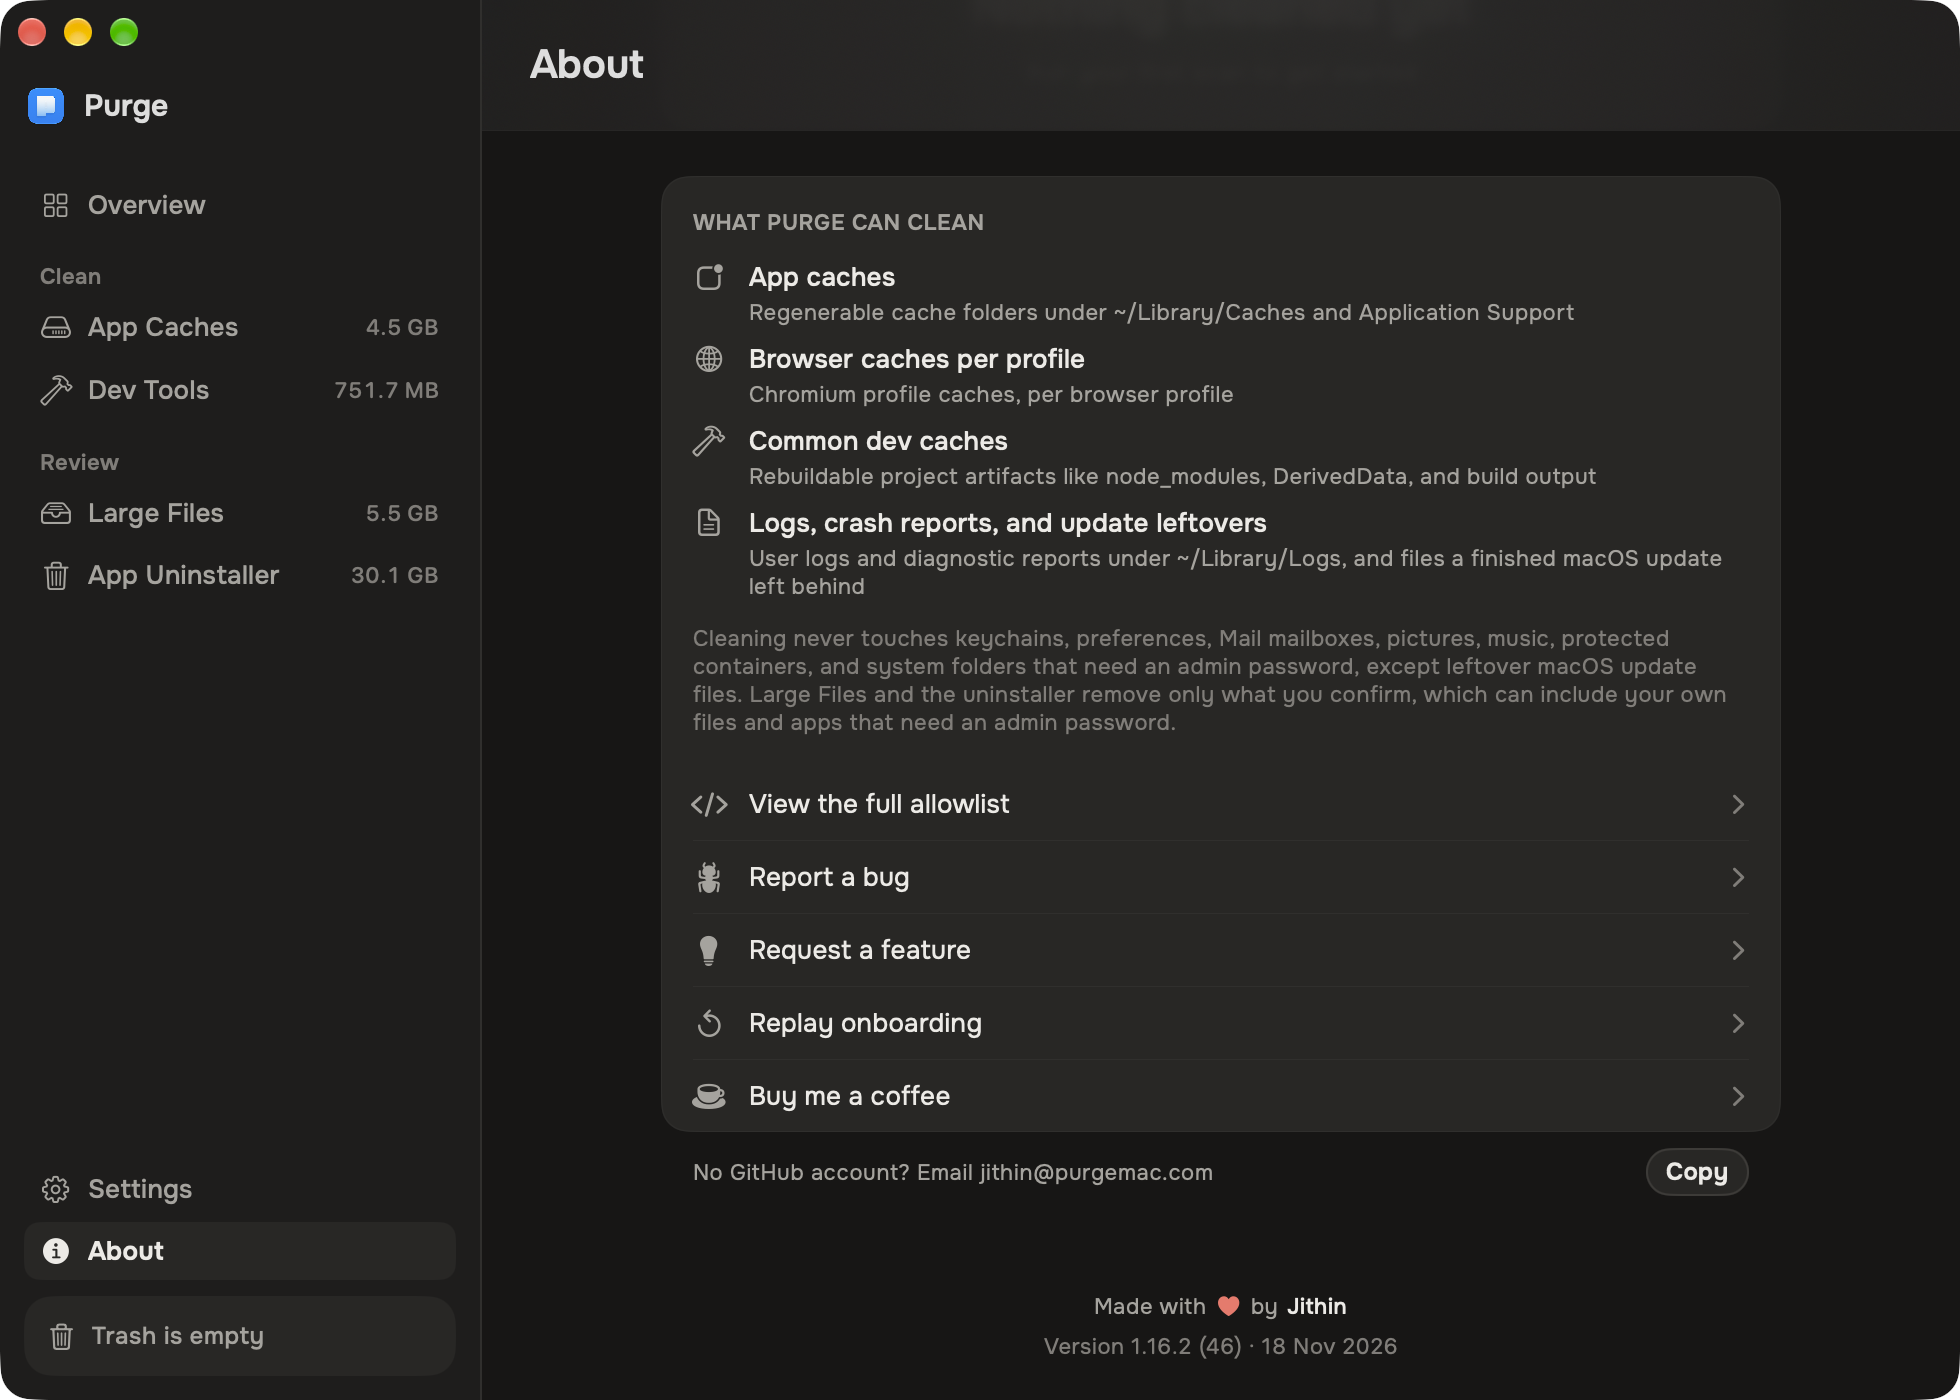 Purge
Overview
Clean
App Caches 4.5 GB
Dev Tools 751.7 MB
Review
Large Files 5.5 GB
App Uninstaller 30.1 GB
Settings
About
Trash is empty
About
WHAT PURGE CAN CLEAN
App caches
Regenerable cache folders under ~/Library/Caches and Application Support
Browser caches per profile
Chromium profile caches, per browser profile
Common dev caches
Rebuildable project artifacts like node_modules, DerivedData, and build output
Logs, crash reports, and update leftovers
User logs and diagnostic reports under ~/Library/Logs, and files a finished macOS update
left behind
Cleaning never touches keychains, preferences, Mail mailboxes, pictures, music, protected
containers, and system folders that need an admin password, except leftover macOS update
files. Large Files and the uninstaller remove only what you confirm, which can include your own
files and apps that need an admin password.
View the full allowlist
Report a bug
Request a feature
Replay onboarding
Buy me a coffee
No GitHub account? Email jithin@purgemac.com
Copy
Made with ❤️ by Jithin
Version 1.16.2 (46) · 18 Nov 2026